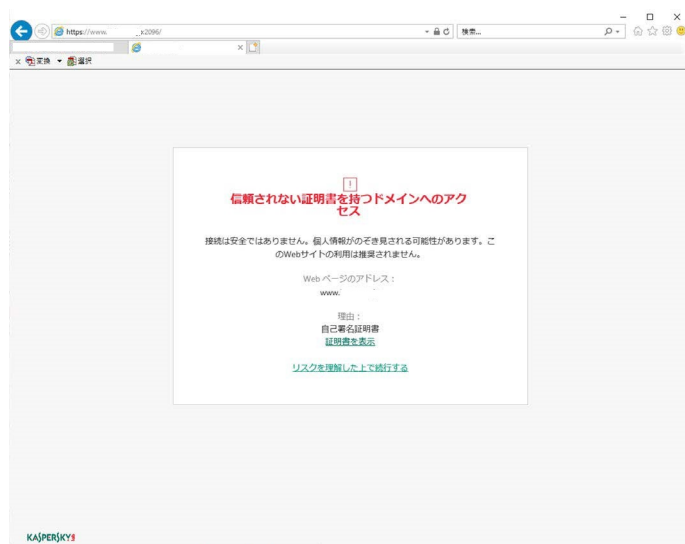 https://www. _x2096/
検索...
x 変換 ▼ 選択
!
信頼されない証明書を持つドメインへのアク
セス
接続は安全ではありません。個人情報がのぞき見される可能性があります。こ
のWebサイトの利用は推奨されません。
Web ページのアドレス：
www.
理由：
自己署名証明書
証明書を表示
リスクを理解した上で続行する
KASPERSKY